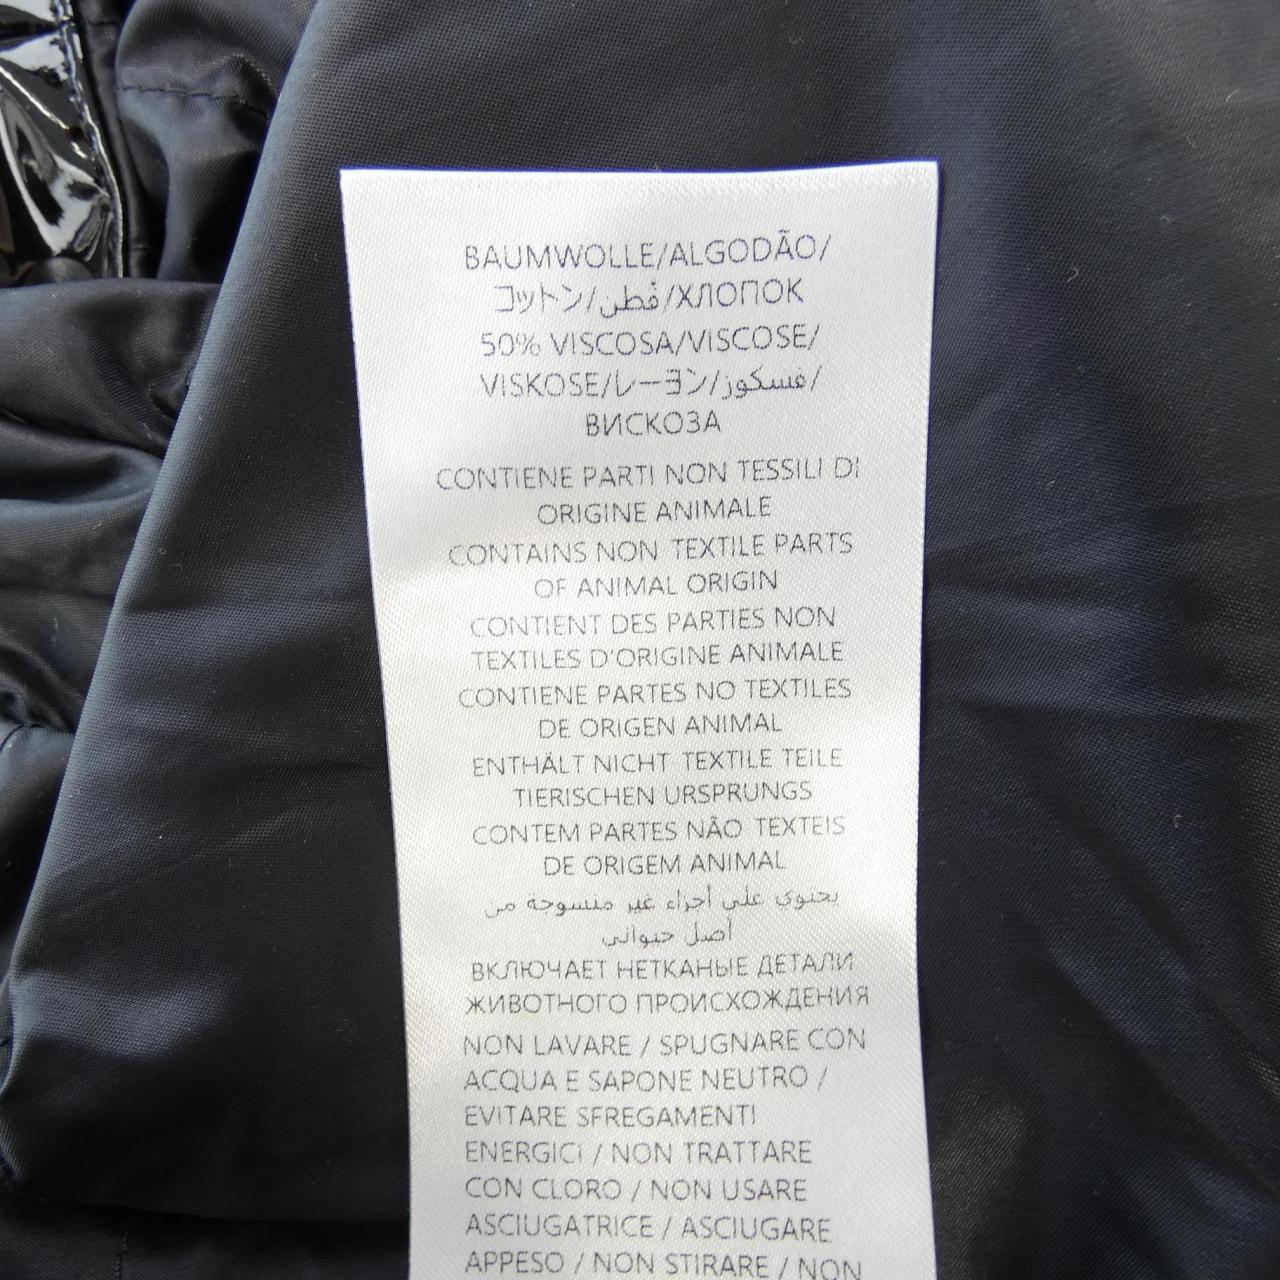 BAUMWOLLE/ALGODÃO/
コットン/قطن/ХЛОПОК
50% VISCOSA/VISCOSE/
VISKOSE/レーヨン/فسكوز/
ВИСКОЗА
CONTIENE PARTI NON TESSILI DI
ORIGINE ANIMALE
CONTAINS NON TEXTILE PARTS
OF ANIMAL ORIGIN
CONTIENT DES PARTIES NON
TEXTILES D'ORIGINE ANIMALE
CONTIENE PARTES NO TEXTILES
DE ORIGEN ANIMAL
ENTHÄLT NICHT TEXTILE TEILE
TIERISCHEN URSPRUNGS
CONTEM PARTES NÃO TEXTEIS
DE ORIGEM ANIMAL
يحتوي على أجزاء غير منسوجة من
أصل حيواني
ВКЛЮЧАЕТ НЕТКАНЫЕ ДЕТАЛИ
ЖИВОТНОГО ПРОИСХОЖДЕНИЯ
NON LAVARE / SPUGNARE CON
ACQUA E SAPONE NEUTRO /
EVITARE SFREGAMENTI
ENERGICI / NON TRATTARE
CON CLORO / NON USARE
ASCIUGATRICE / ASCIUGARE
APPESO / NON STIRARE / NON